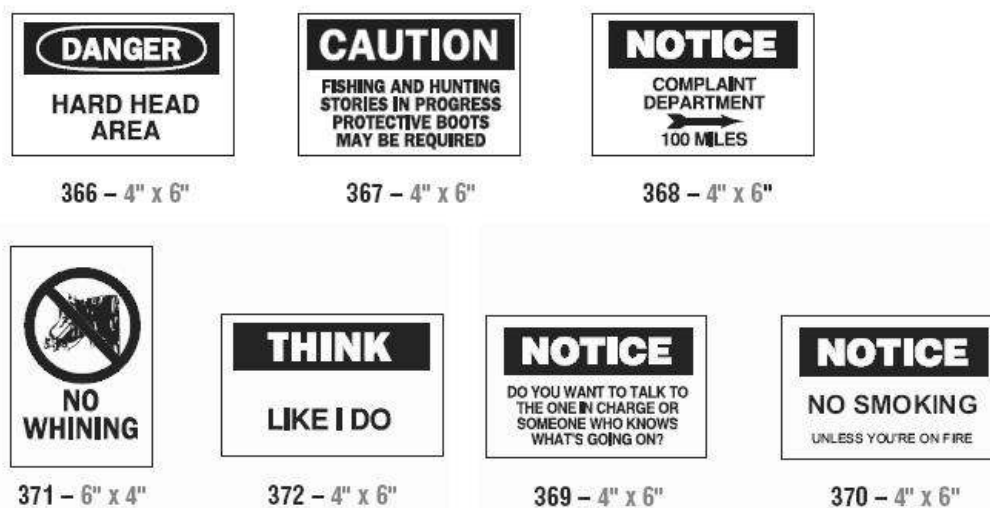 DANGER
HARD HEAD
AREA
366 – 4" x 6"
CAUTION
FISHING AND HUNTING
STORIES IN PROGRESS
PROTECTIVE BOOTS
MAY BE REQUIRED
367 – 4" x 6"
NOTICE
COMPLAINT
DEPARTMENT
100 MILES
368 – 4" x 6"
NO
WHINING
371 – 6" x 4"
THINK
LIKE I DO
372 – 4" x 6"
NOTICE
DO YOU WANT TO TALK TO
THE ONE IN CHARGE OR
SOMEONE WHO KNOWS
WHAT'S GOING ON?
369 – 4" x 6"
NOTICE
NO SMOKING
UNLESS YOU'RE ON FIRE
370 – 4" x 6"